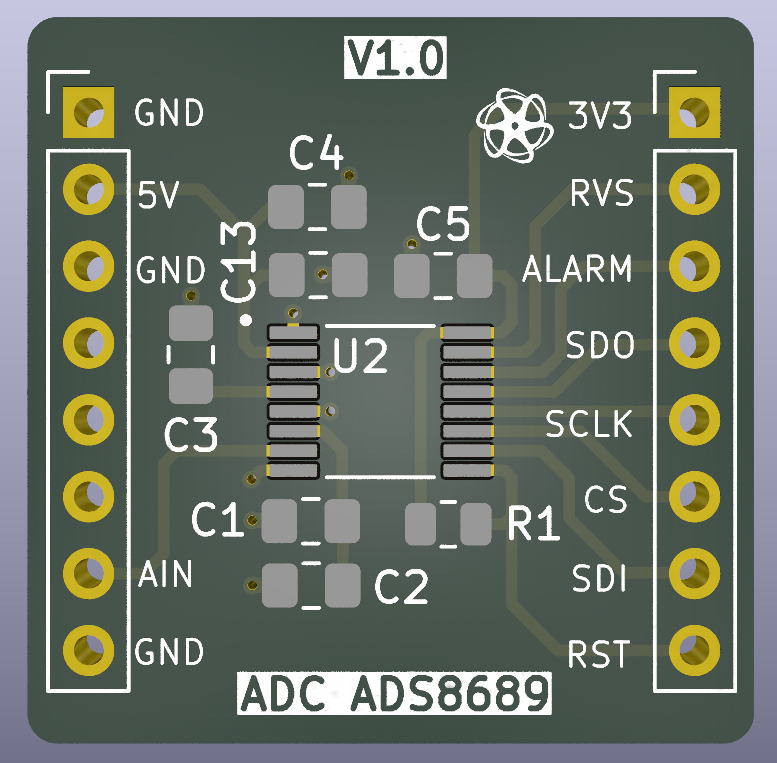 V1.0
GND
3V3
C4
5V
RVS
C5
C13
GND
ALARM
SDO
U2
C3
SCLK
C1
R1
CS
AIN
C2
SDI
GND
RST
ADC ADS8689